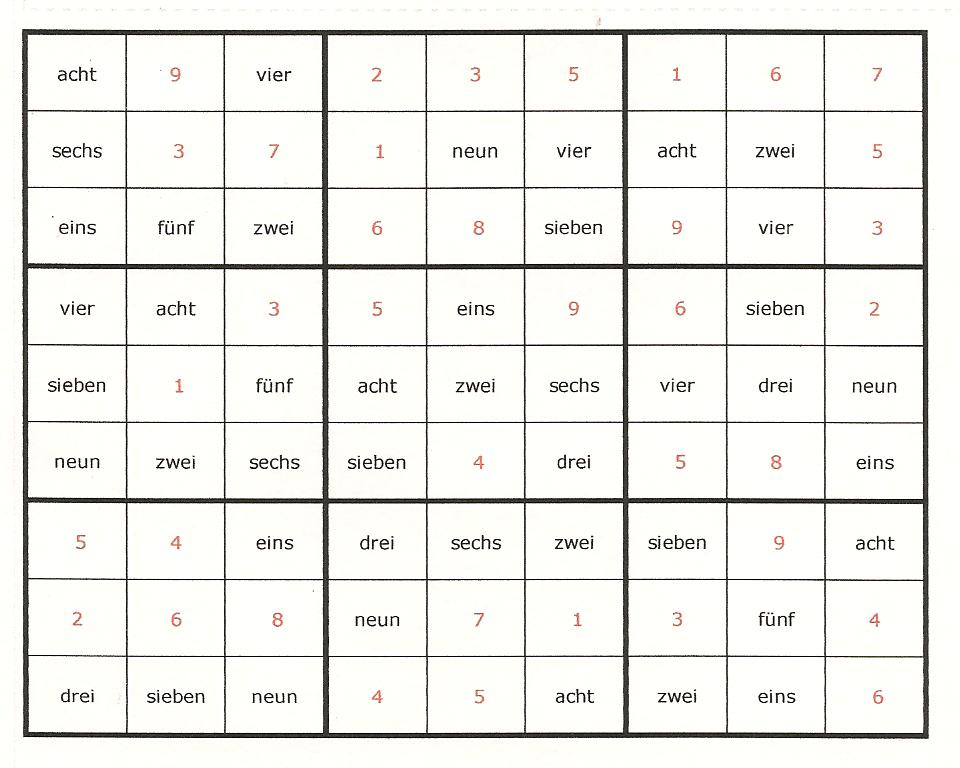 acht 9 vier 2 3 5 1 6 7
sechs 3 7 1 neun vier acht zwei 5
eins fünf zwei 6 8 sieben 9 vier 3
vier acht 3 5 eins 9 6 sieben 2
sieben 1 fünf acht zwei sechs vier drei neun
neun zwei sechs sieben 4 drei 5 8 eins
5 4 eins drei sechs zwei sieben 9 acht
2 6 8 neun 7 1 3 fünf 4
drei sieben neun 4 5 acht zwei eins 6